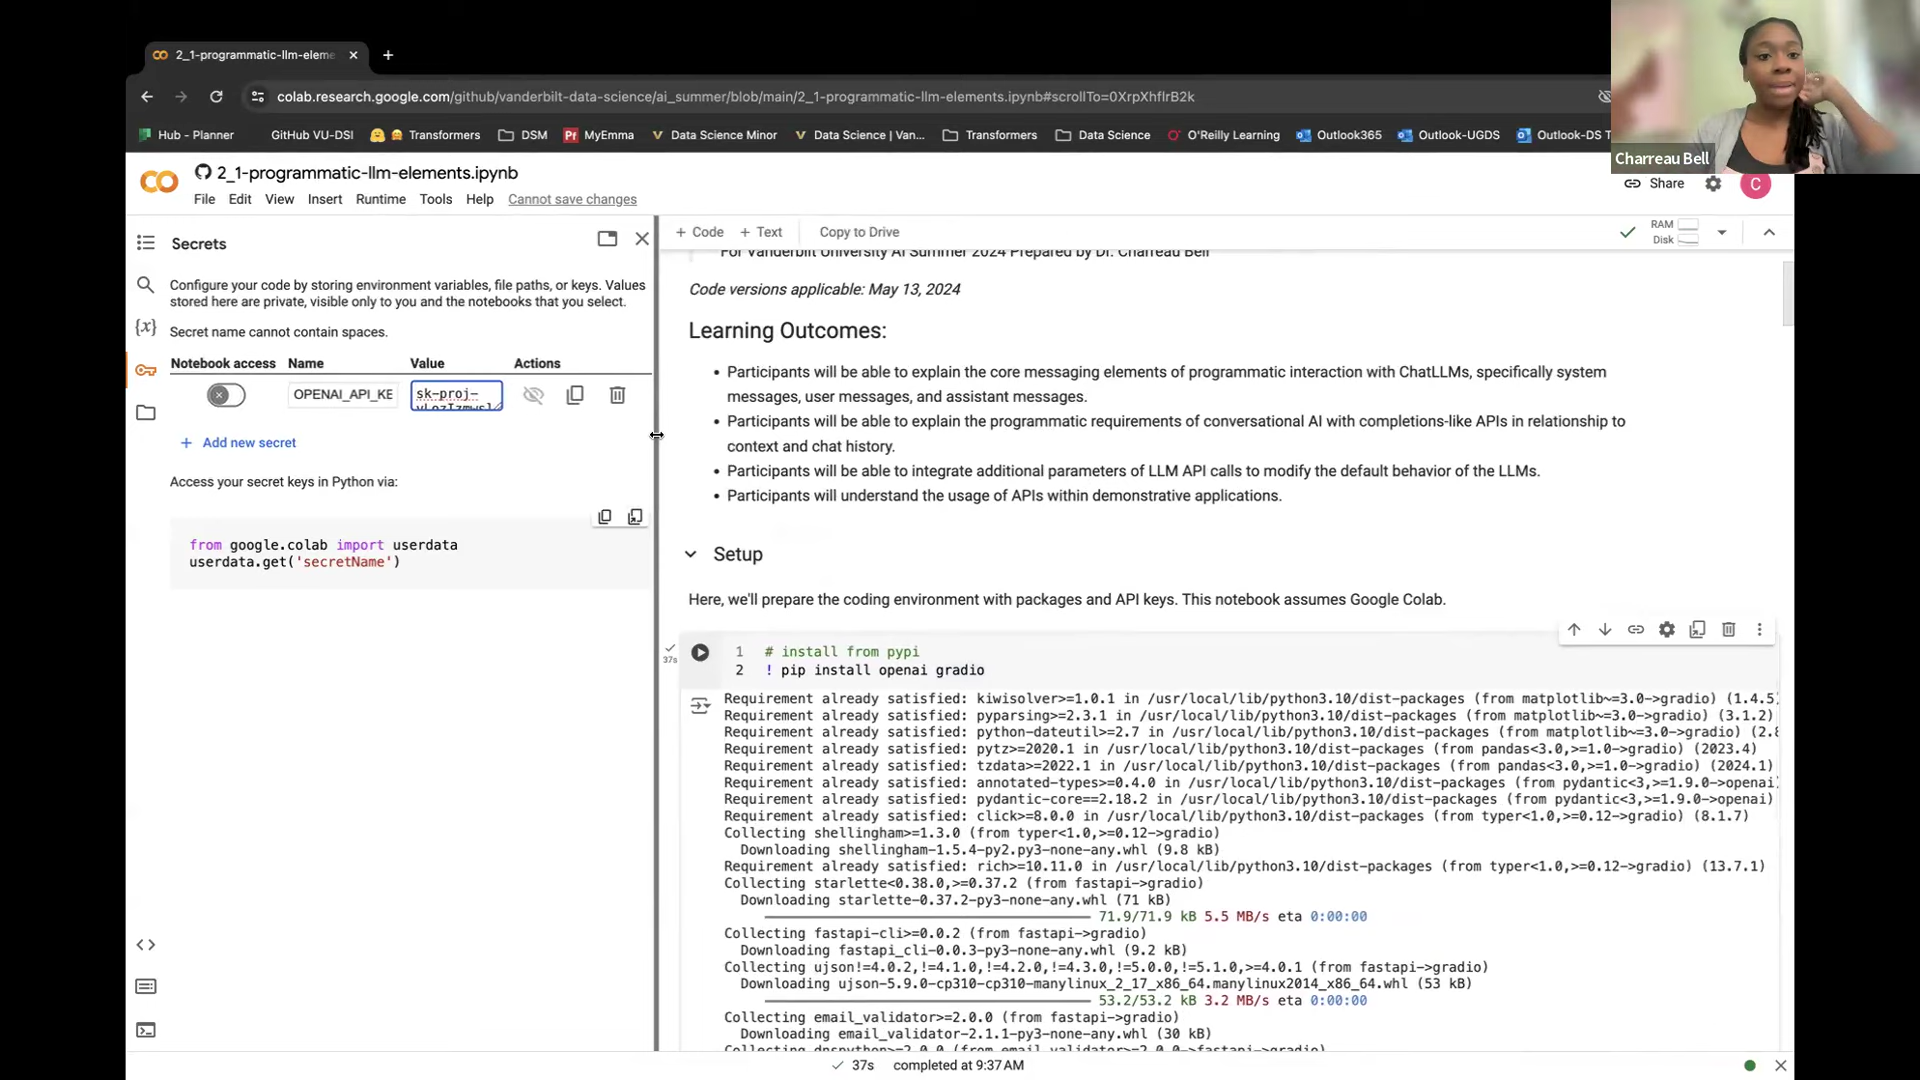 2_1-programmatic-llm-eleme
colab.research.google.com/github/vanderbilt-data-science/ai_summer/blob/main/2_1-programmatic-llm-elements.ipynb#scrollTo=0XrpXhflrB2k
Hub - Planner
GitHub VU-DSI
Transformers
DSM
MyEmma
Data Science Minor
Data Science | Van...
Transformers
Data Science
O'Reilly Learning
Outlook365
Outlook-UGDS
Outlook-DS T
Charreau Bell
2_1-programmatic-llm-elements.ipynb
File Edit View Insert Runtime Tools Help Cannot save changes
Share
C
Secrets
Configure your code by storing environment variables, file paths, or keys. Values
stored here are private, visible only to you and the notebooks that you select.
Secret name cannot contain spaces.
Notebook access Name Value Actions
OPENAI_API_KE
sk-proj-
+ Add new secret
Access your secret keys in Python via:
from google.colab import userdata
userdata.get('secretName')
+ Code + Text Copy to Drive
RAM
Disk
For Vanderbilt University AI Summer 2024 Prepared by Dr. Charreau Bell
Code versions applicable: May 13, 2024
Learning Outcomes:
• Participants will be able to explain the core messaging elements of programmatic interaction with ChatLLMs, specifically system
messages, user messages, and assistant messages.
• Participants will be able to explain the programmatic requirements of conversational AI with completions-like APIs in relationship to
context and chat history.
• Participants will be able to integrate additional parameters of LLM API calls to modify the default behavior of the LLMs.
• Participants will understand the usage of APIs within demonstrative applications.
Setup
Here, we'll prepare the coding environment with packages and API keys. This notebook assumes Google Colab.
37s
1 # install from pypi
2 ! pip install openai gradio
Requirement already satisfied: kiwisolver>=1.0.1 in /usr/local/lib/python3.10/dist-packages (from matplotlib~=3.0->gradio) (1.4.5)
Requirement already satisfied: pyparsing>=2.3.1 in /usr/local/lib/python3.10/dist-packages (from matplotlib~=3.0->gradio) (3.1.2)
Requirement already satisfied: python-dateutil>=2.7 in /usr/local/lib/python3.10/dist-packages (from matplotlib~=3.0->gradio) (2.8
Requirement already satisfied: pytz>=2020.1 in /usr/local/lib/python3.10/dist-packages (from pandas<3.0,>=1.0->gradio) (2023.4)
Requirement already satisfied: tzdata>=2022.1 in /usr/local/lib/python3.10/dist-packages (from pandas<3.0,>=1.0->gradio) (2024.1)
Requirement already satisfied: annotated-types>=0.4.0 in /usr/local/lib/python3.10/dist-packages (from pydantic<3,>=1.9.0->openai)
Requirement already satisfied: pydantic-core==2.18.2 in /usr/local/lib/python3.10/dist-packages (from pydantic<3,>=1.9.0->openai)
Requirement already satisfied: click>=8.0.0 in /usr/local/lib/python3.10/dist-packages (from typer<1.0,>=0.12->gradio) (8.1.7)
Collecting shellingham>=1.3.0 (from typer<1.0,>=0.12->gradio)
Downloading shellingham-1.5.4-py2.py3-none-any.whl (9.8 kB)
Requirement already satisfied: rich>=10.11.0 in /usr/local/lib/python3.10/dist-packages (from typer<1.0,>=0.12->gradio) (13.7.1)
Collecting starlette<0.38.0,>=0.37.2 (from fastapi->gradio)
Downloading starlette-0.37.2-py3-none-any.whl (71 kB)
71.9/71.9 kB 5.5 MB/s eta 0:00:00
Collecting fastapi-cli>=0.0.2 (from fastapi->gradio)
Downloading fastapi_cli-0.0.3-py3-none-any.whl (9.2 kB)
Collecting ujson!=4.0.2,!=4.1.0,!=4.2.0,!=4.3.0,!=5.0.0,!=5.1.0,>=4.0.1 (from fastapi->gradio)
Downloading ujson-5.9.0-cp310-cp310-manylinux_2_17_x86_64.manylinux2014_x86_64.whl (53 kB)
53.2/53.2 kB 3.2 MB/s eta 0:00:00
Collecting email_validator>=2.0.0 (from fastapi->gradio)
Downloading email_validator-2.1.1-py3-none-any.whl (30 kB)
Collecting dnspython>=2.0.0 (from email_validator>=2.0.0->fastapi->gradio)
37s completed at 9:37 AM